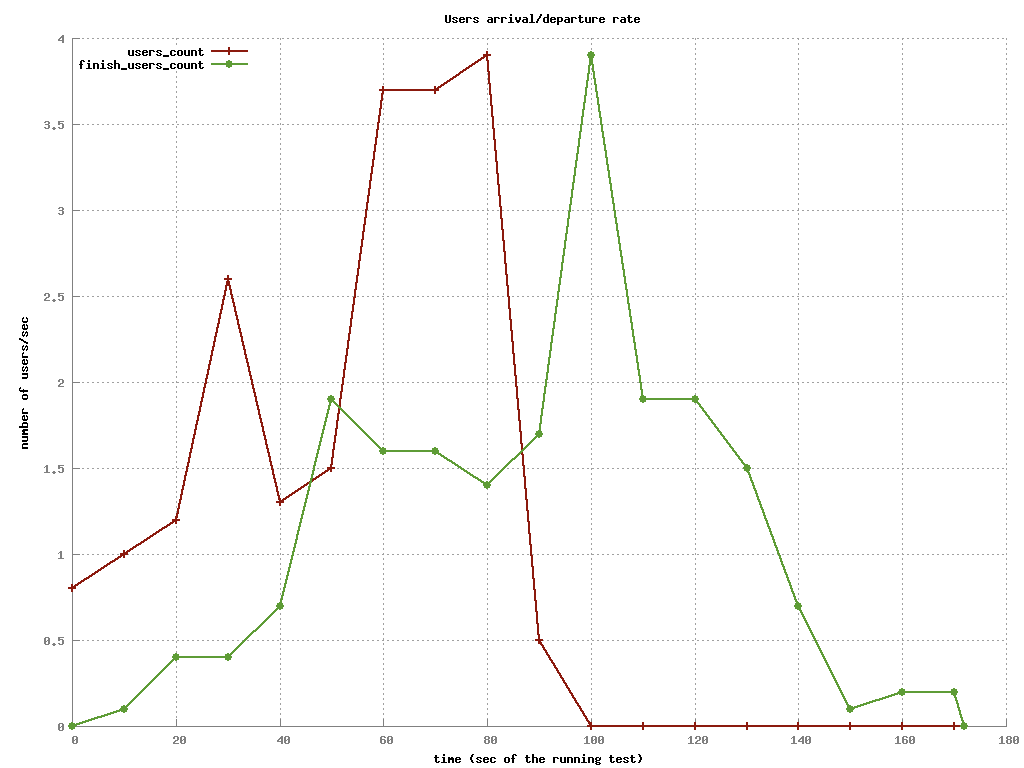 Users arrival/departure rate
users_count
finish_users_count
4
3.5
3
2.5
2
1.5
1
0.5
0
number of users/sec
0 20 40 60 80 100 120 140 160 180
time (sec of the running test)